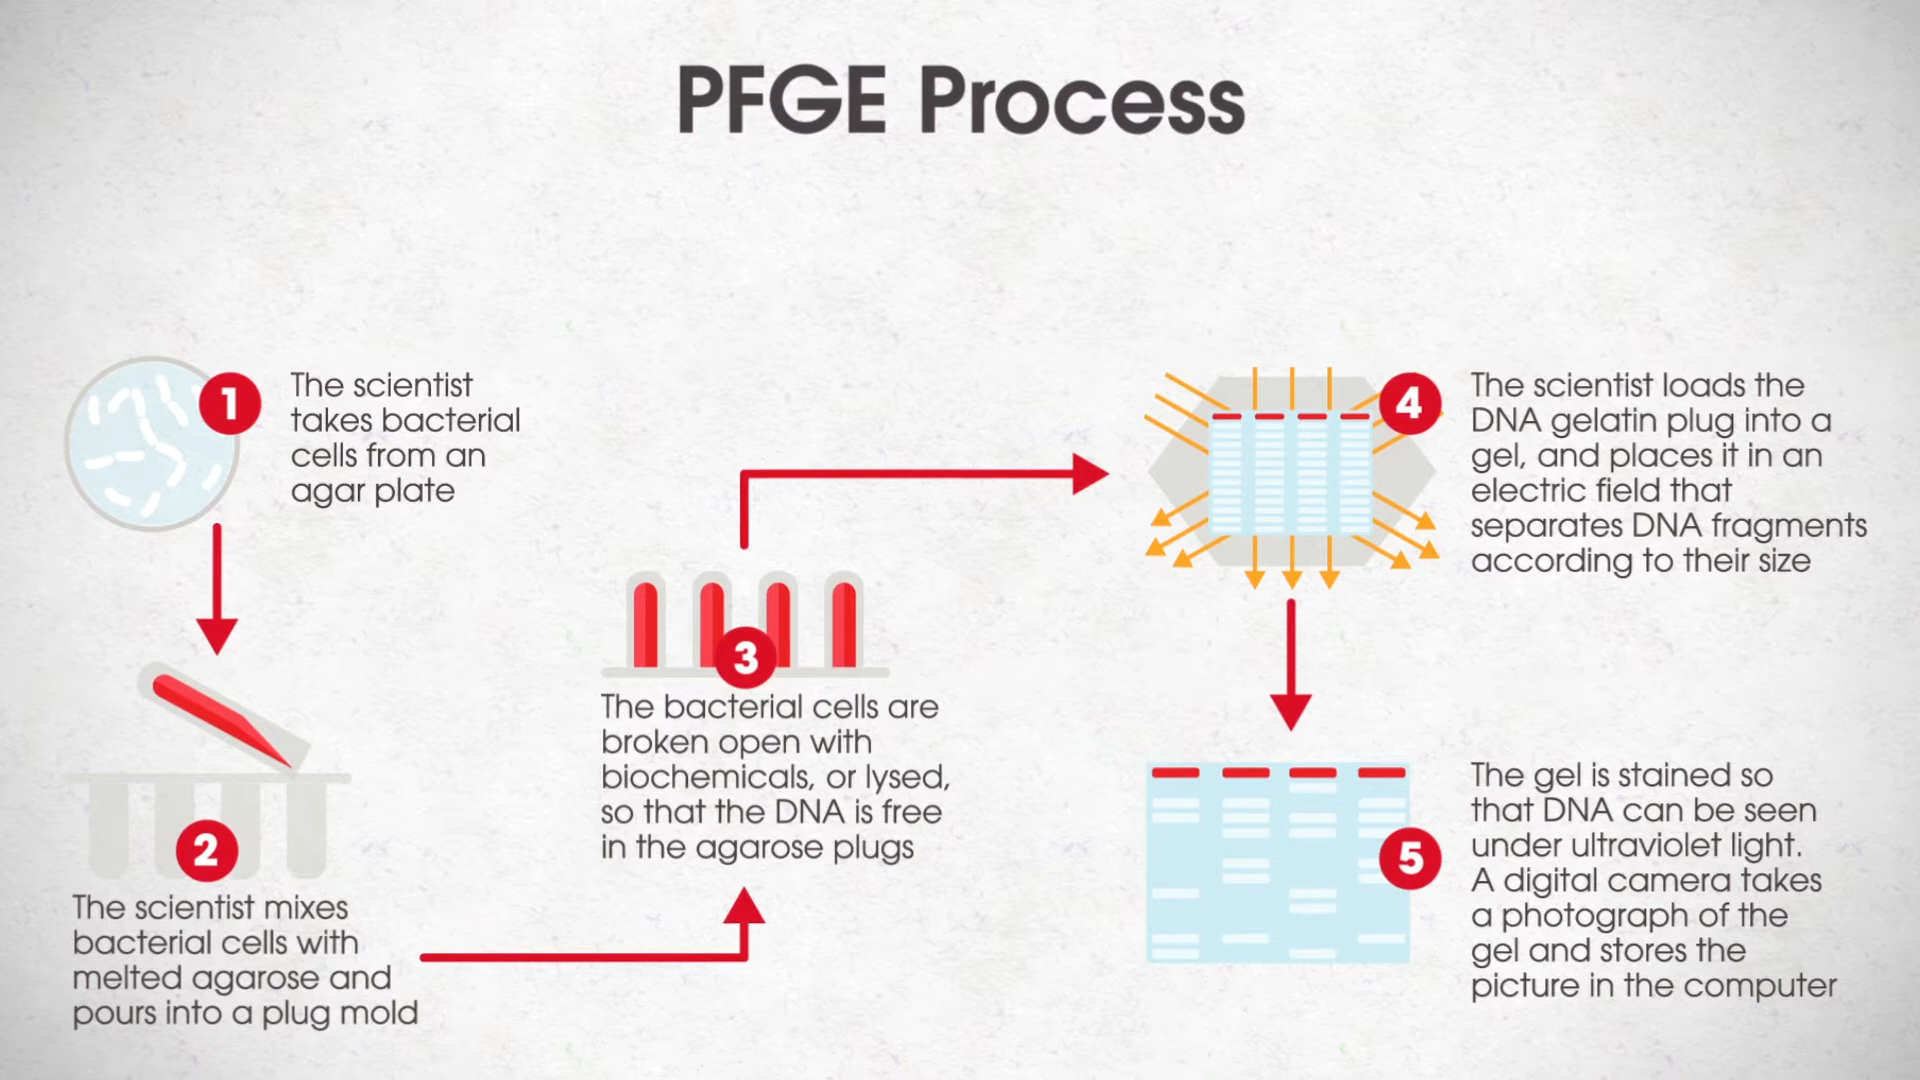 PFGE Process
1
The scientist
takes bacterial
cells from an
agar plate
2
The scientist mixes
bacterial cells with
melted agarose and
pours into a plug mold
3
The bacterial cells are
broken open with
biochemicals, or lysed,
so that the DNA is free
in the agarose plugs
4
The scientist loads the
DNA gelatin plug into a
gel, and places it in an
electric field that
separates DNA fragments
according to their size
5
The gel is stained so
that DNA can be seen
under ultraviolet light.
A digital camera takes
a photograph of the
gel and stores the
picture in the computer